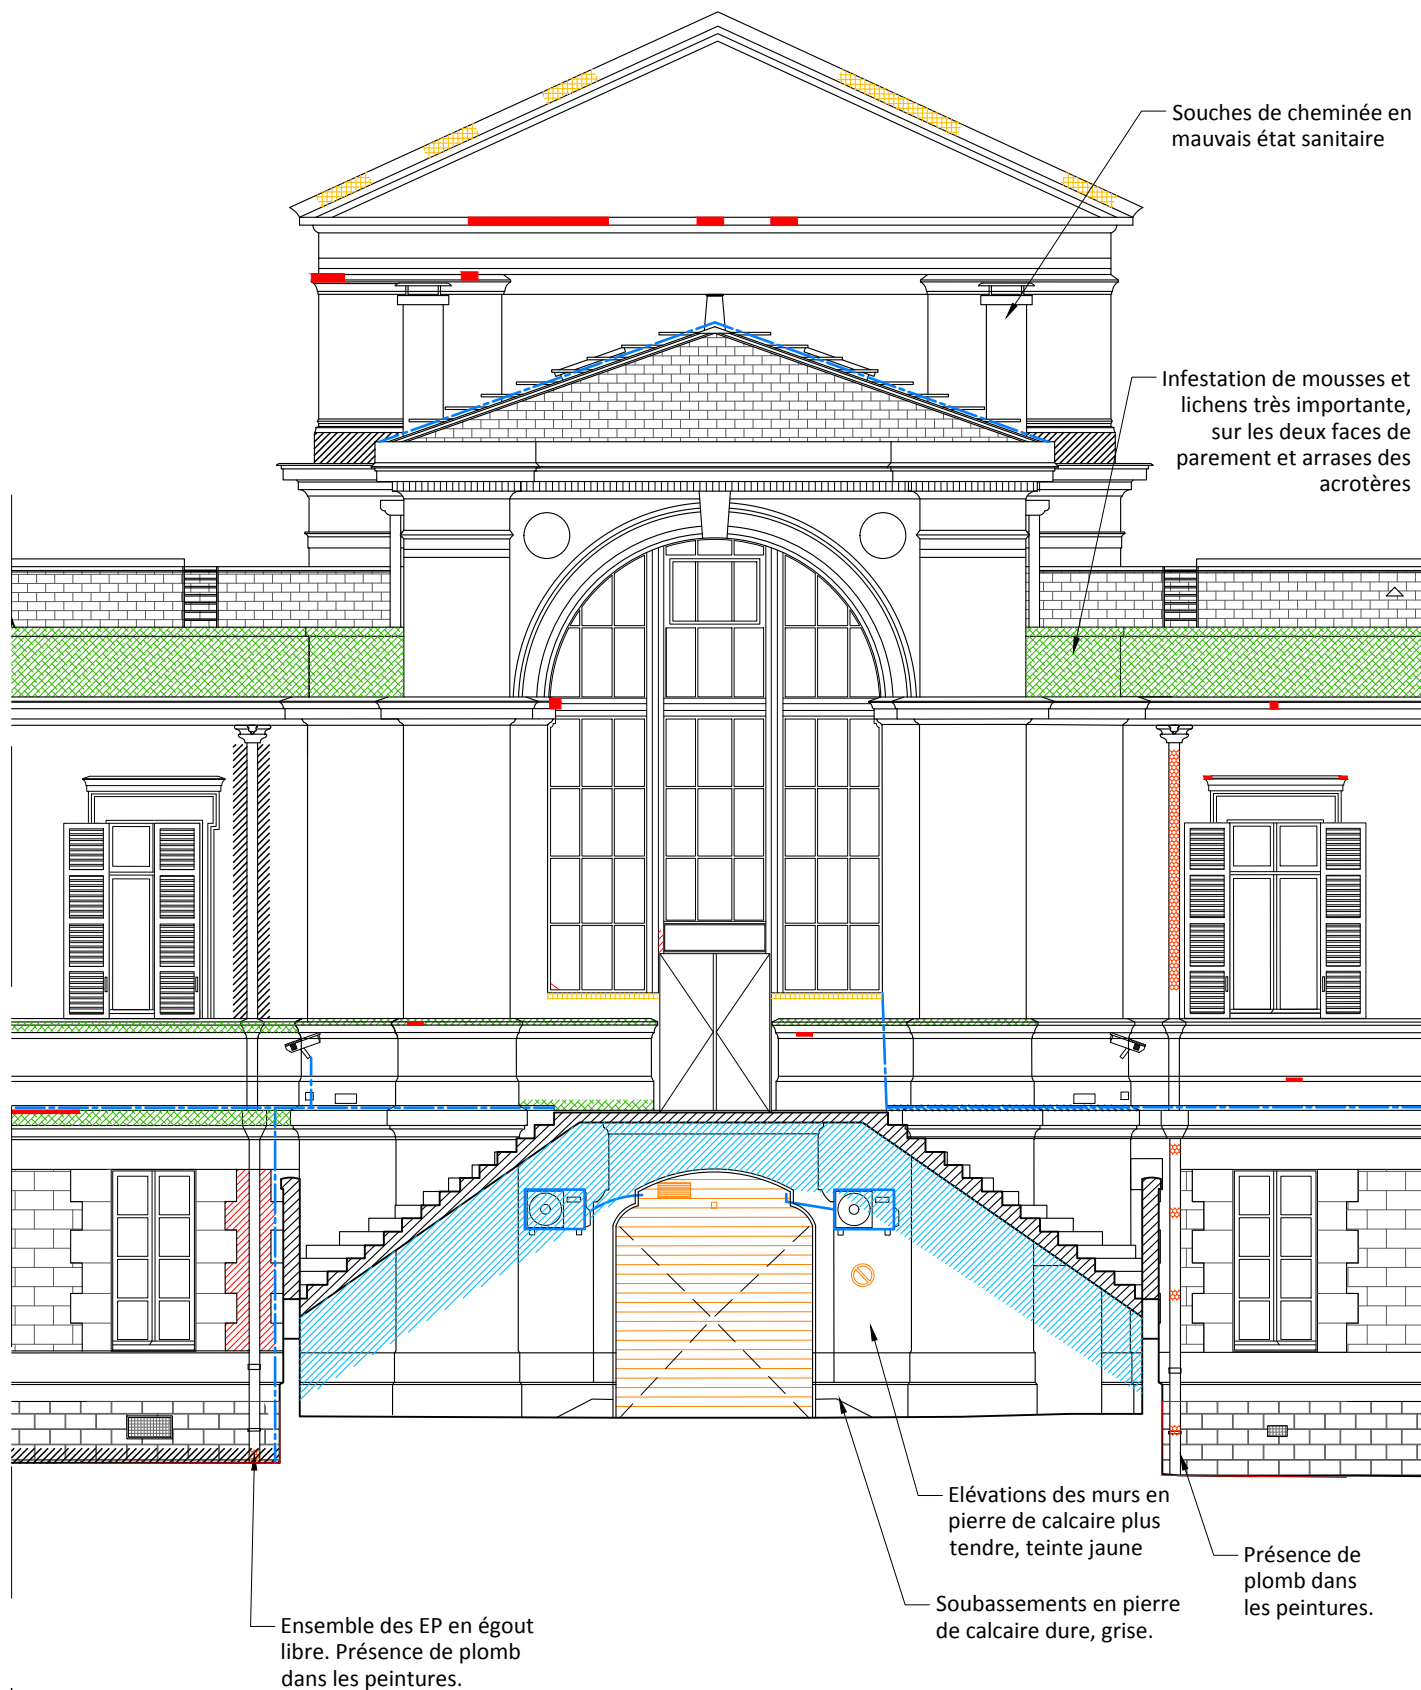 Souches de cheminée en
mauvais état sanitaire
Infestation de mousses et
lichens très importante,
sur les deux faces de
parement et arrases des
acrotères
Elévations des murs en
pierre de calcaire plus
tendre, teinte jaune
Présence de
plomb dans
les peintures.
Soubassements en pierre
de calcaire dure, grise.
Ensemble des EP en égout
libre. Présence de plomb
dans les peintures.